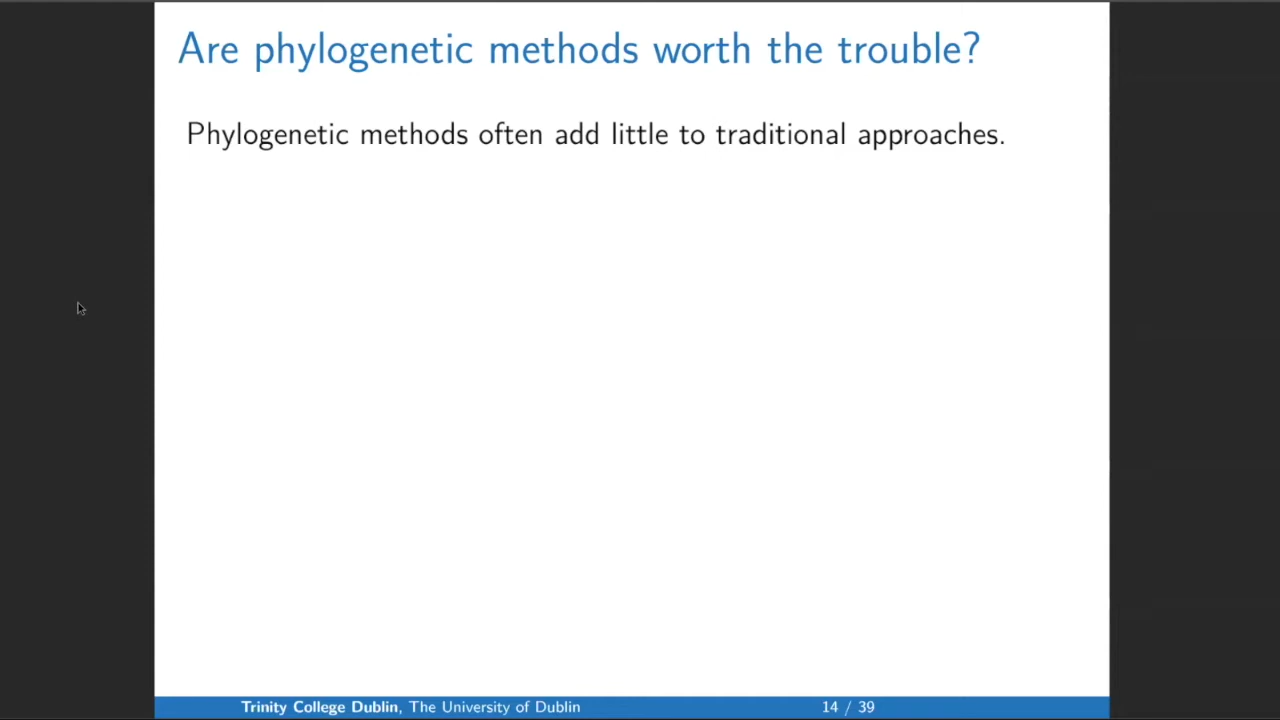 Are phylogenetic methods worth the trouble?
Phylogenetic methods often add little to traditional approaches.
Trinity College Dublin, The University of Dublin 14 / 39